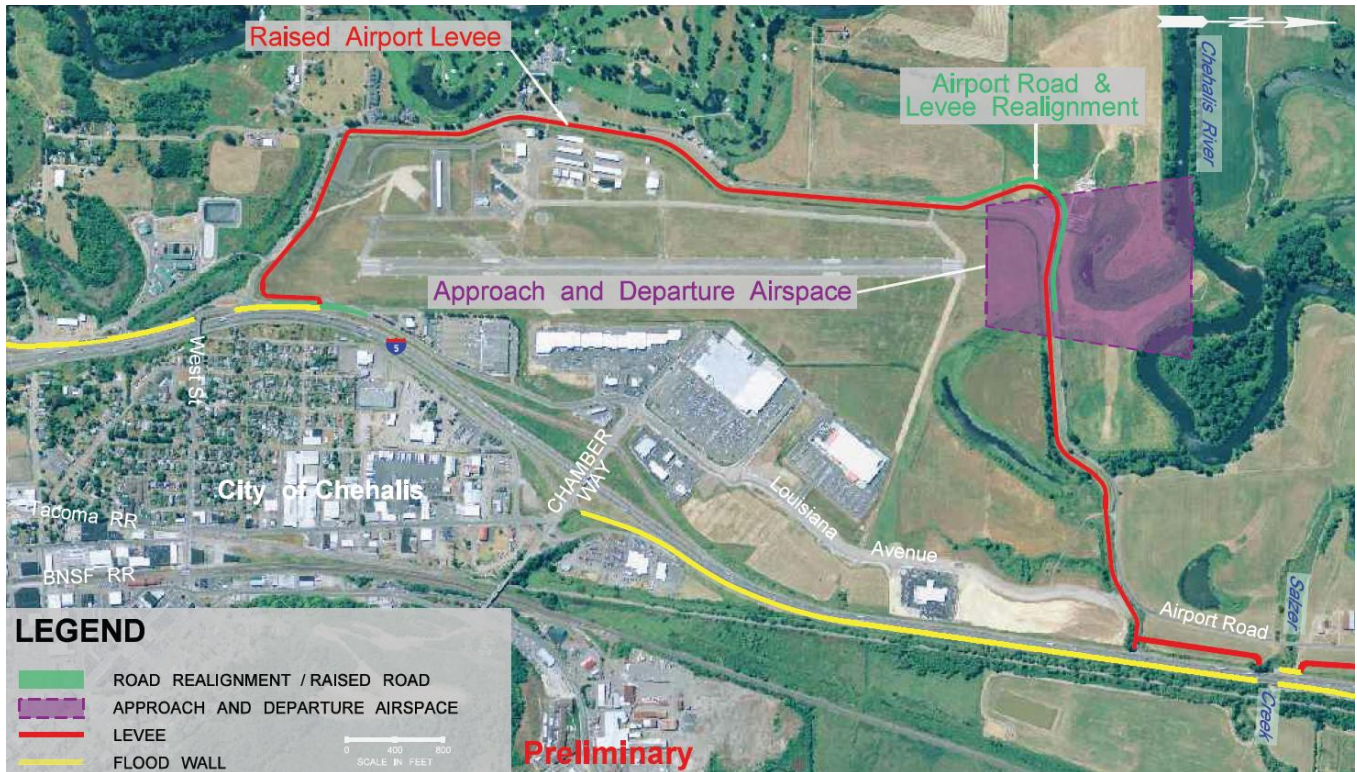 Raised Airport Levee
N
Chehalis River
Airport Road &
Levee Realignment
Approach and Departure Airspace
5
West St
City of Chehalis
CHAMBER
WAY
Louisiana
Avenue
Tacoma RR
BNSF RR
Airport Road
Salzer
Creek
LEGEND
ROAD REALIGNMENT / RAISED ROAD
APPROACH AND DEPARTURE AIRSPACE
LEVEE
FLOOD WALL
0 400 800
SCALE IN FEET
Preliminary